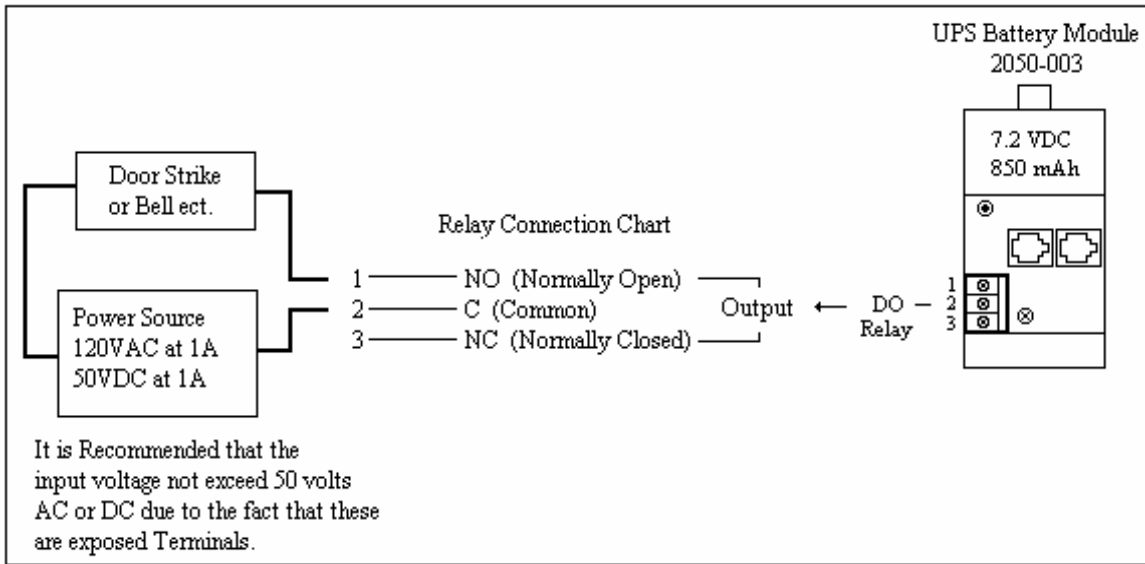 UPS Battery Module
2050-003
7.2 VDC
850 mAh
Door Strike
or Bell ect.
Relay Connection Chart
1 NO (Normally Open)
2 C (Common)
3 NC (Normally Closed)
Output
DO
Relay
1
2
3
Power Source
120VAC at 1A
50VDC at 1A
It is Recommended that the
input voltage not exceed 50 volts
AC or DC due to the fact that these
are exposed Terminals.